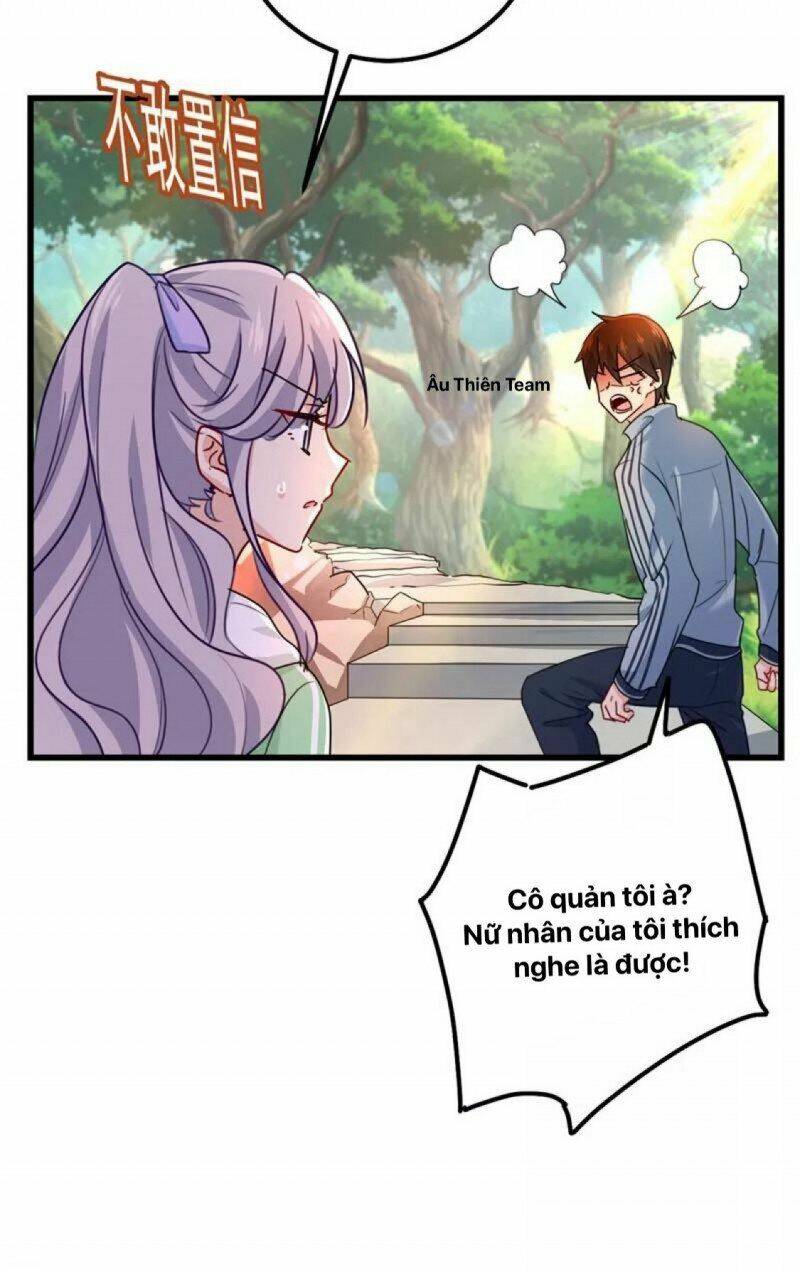 不敢置信
Âu Thiên Team
Cô quản tôi à?
Nữ nhân của tôi thích
nghe là được!